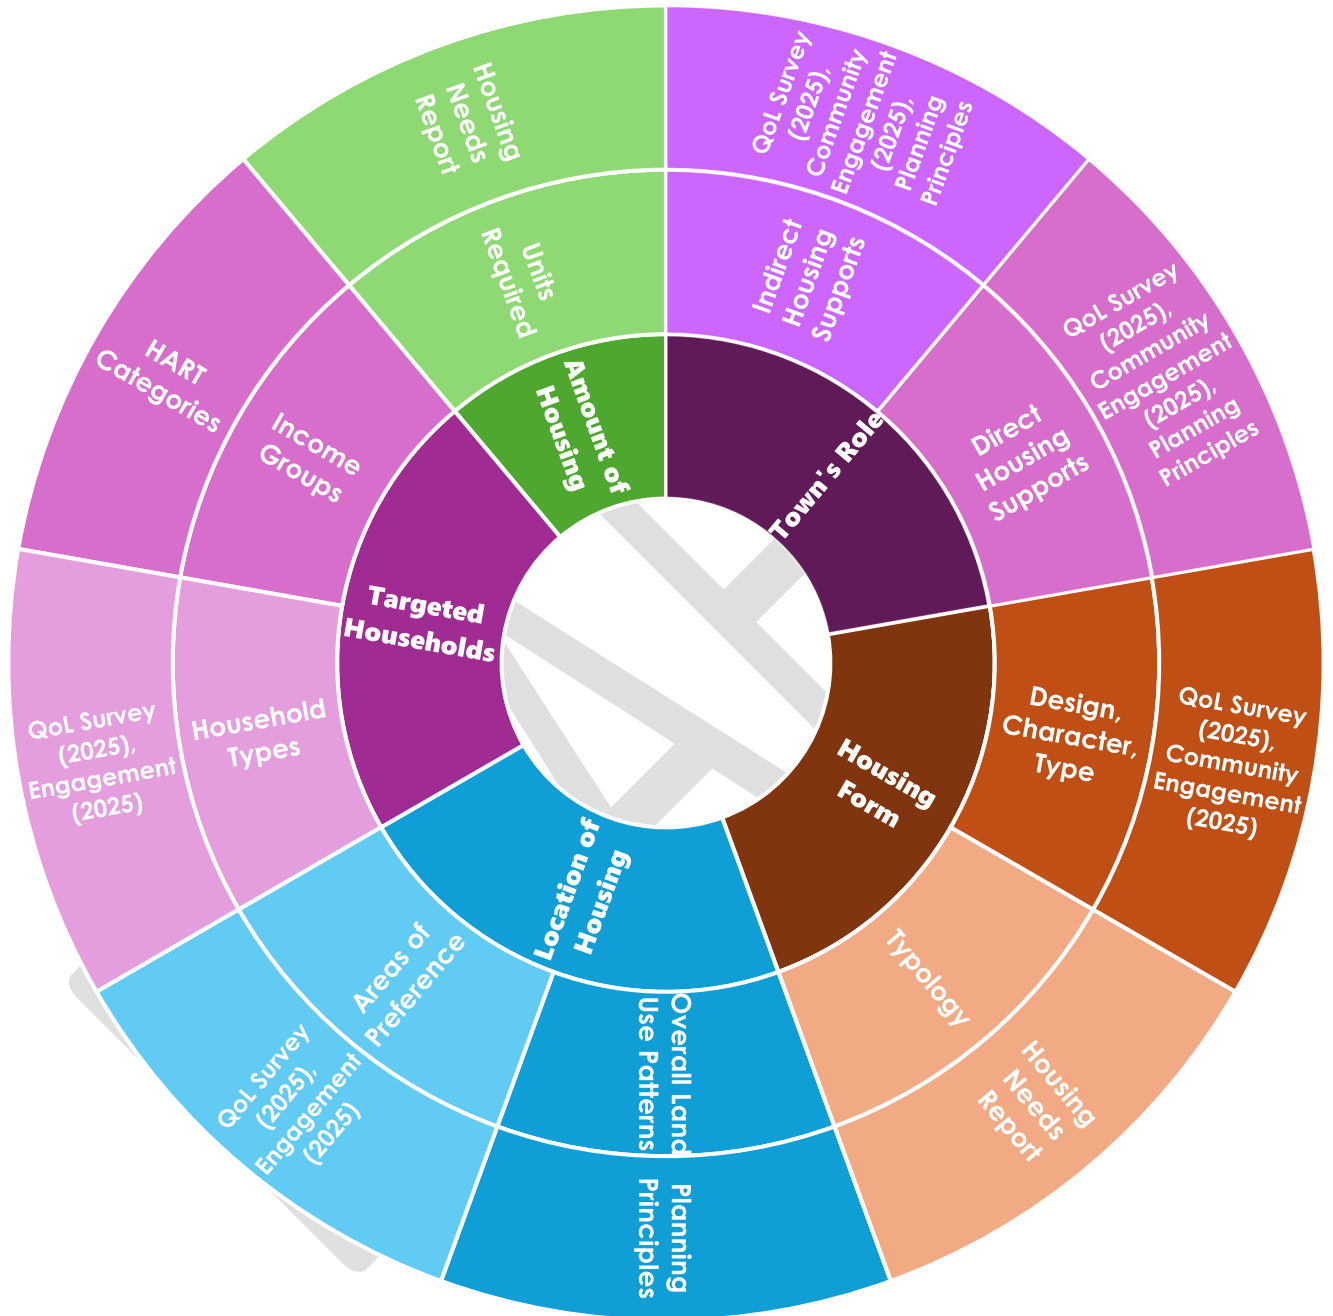 QoL Survey
(2025),
Community
Engagement
(2025),
Planning
Principles
Indirect
Housing
Supports
Town's Role
QoL Survey
(2025),
Community
Engagement
(2025),
Planning
Principles
Direct
Housing
Supports
Housing
Form
Design,
Character,
Type
QoL Survey
(2025),
Community
Engagement
(2025)
Typology
Housing
Needs
Report
Location of
Housing
Overall Land
Use Patterns
Planning
Principles
Areas of
Preference
QoL Survey
(2025),
Engagement
(2025)
Targeted
Households
Household
Types
QoL Survey
(2025),
Engagement
(2025)
Income
Groups
HART
Categories
Amount of
Housing
Units
Required
Housing
Needs
Report